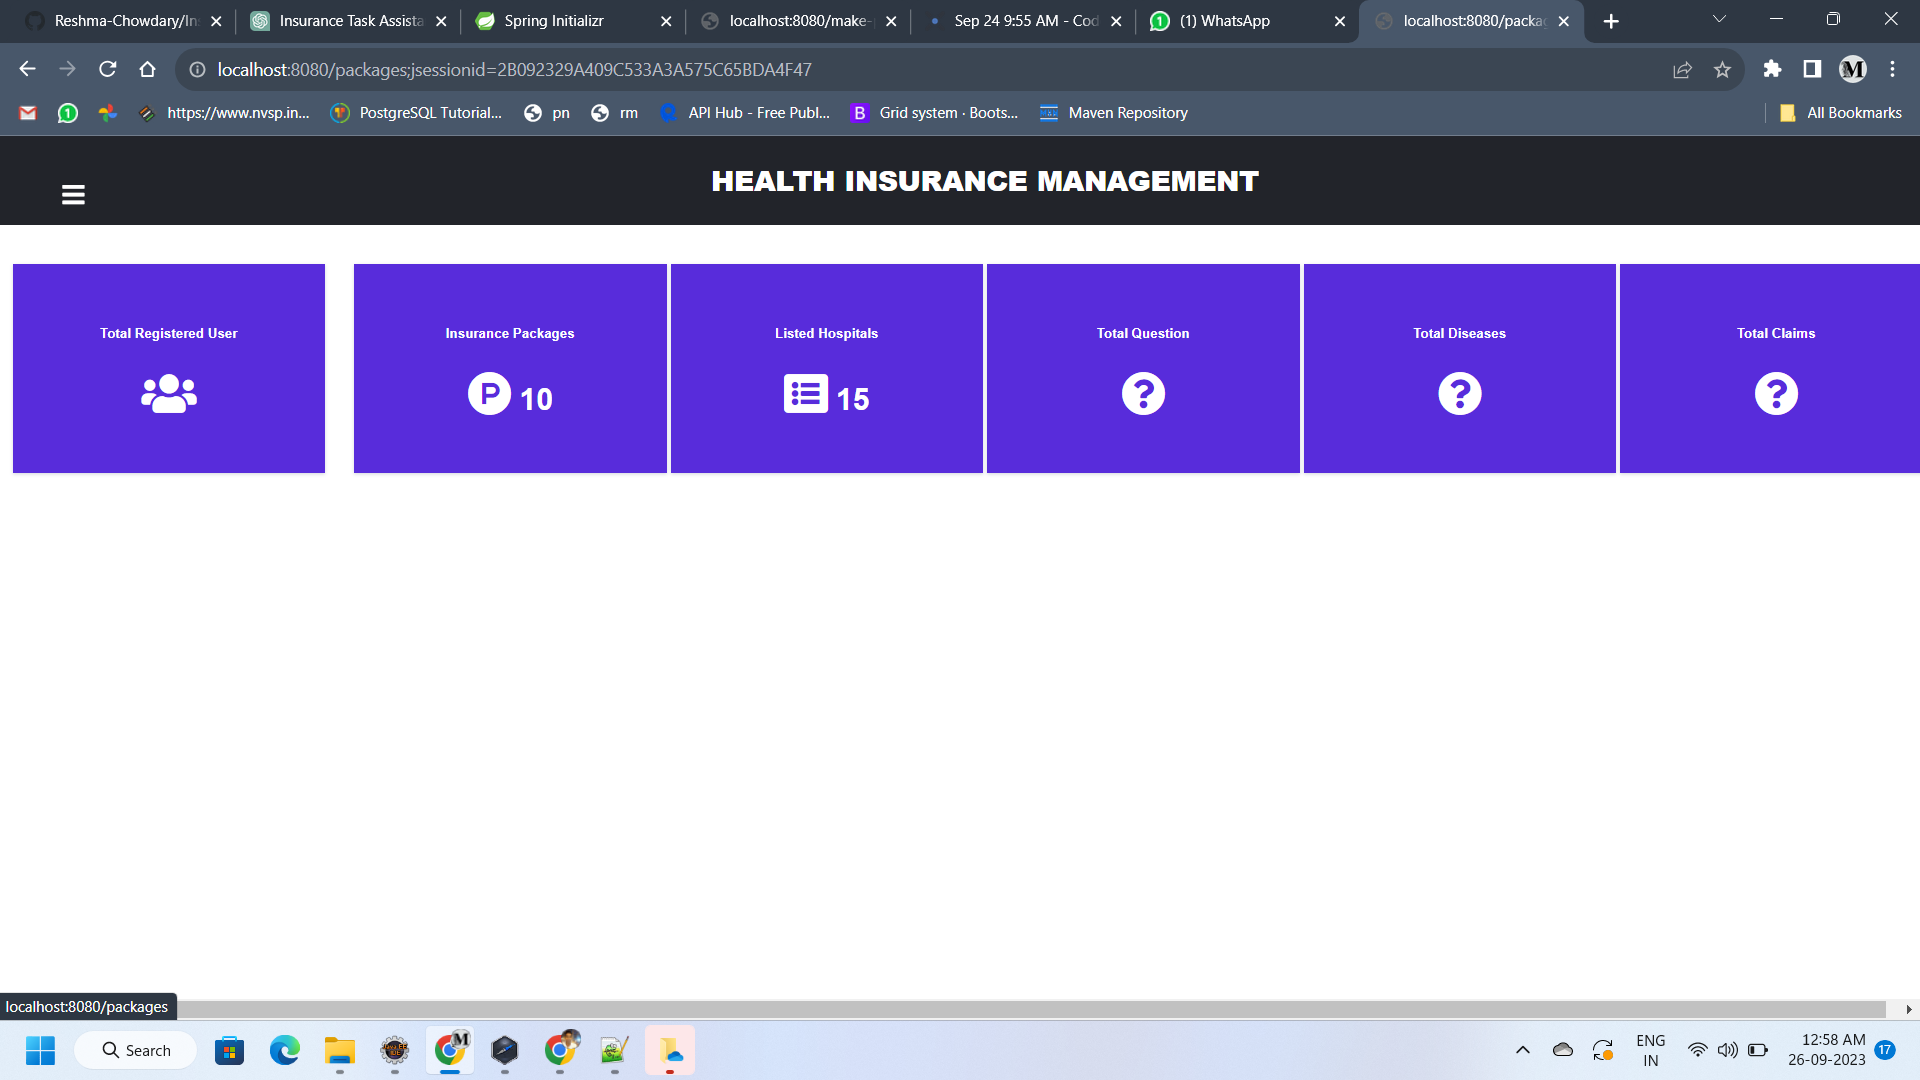 Reshma-Chowdary/In
Insurance Task Assista
Spring Initializr
localhost:8080/make-
Sep 24 9:55 AM - Cod
(1) WhatsApp
localhost:8080/packa
localhost:8080/packages;jsessionid=2B092329A409C533A3A575C65BDA4F47
M
1
https://www.nvsp.in...
PostgreSQL Tutorial...
pn
rm
API Hub - Free Publ...
B
Grid system · Boots...
Maven Repository
All Bookmarks
HEALTH INSURANCE MANAGEMENT
Total Registered User
Insurance Packages
P 10
Listed Hospitals
15
Total Question
?
Total Diseases
?
Total Claims
?
localhost:8080/packages
Search
M
ENG
IN
12:58 AM
26-09-2023
17